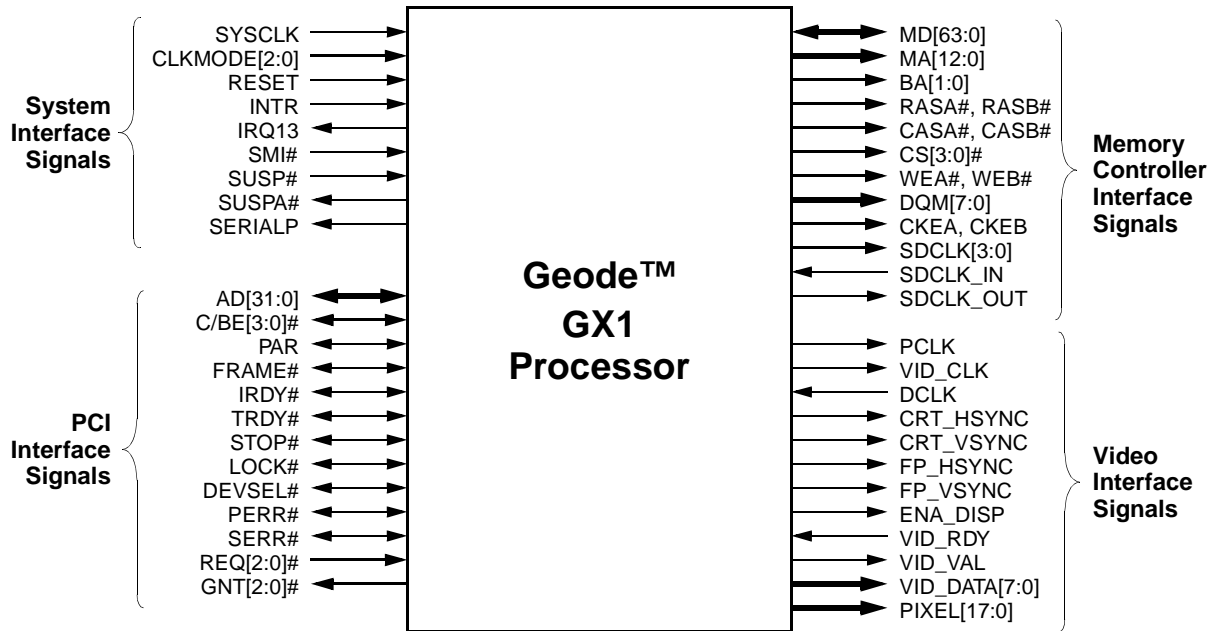 System
Interface
Signals
SYSCLK
CLKMODE[2:0]
RESET
INTR
IRQ13
SMI#
SUSP#
SUSPA#
SERIALP
PCI
Interface
Signals
AD[31:0]
C/BE[3:0]#
PAR
FRAME#
IRDY#
TRDY#
STOP#
LOCK#
DEVSEL#
PERR#
SERR#
REQ[2:0]#
GNT[2:0]#
Geode™
GX1
Processor
MD[63:0]
MA[12:0]
BA[1:0]
RASA#, RASB#
CASA#, CASB#
CS[3:0]#
WEA#, WEB#
DQM[7:0]
CKEA, CKEB
SDCLK[3:0]
SDCLK_IN
SDCLK_OUT
Memory
Controller
Interface
Signals
PCLK
VID_CLK
DCLK
CRT_HSYNC
CRT_VSYNC
FP_HSYNC
FP_VSYNC
ENA_DISP
VID_RDY
VID_VAL
VID_DATA[7:0]
PIXEL[17:0]
Video
Interface
Signals